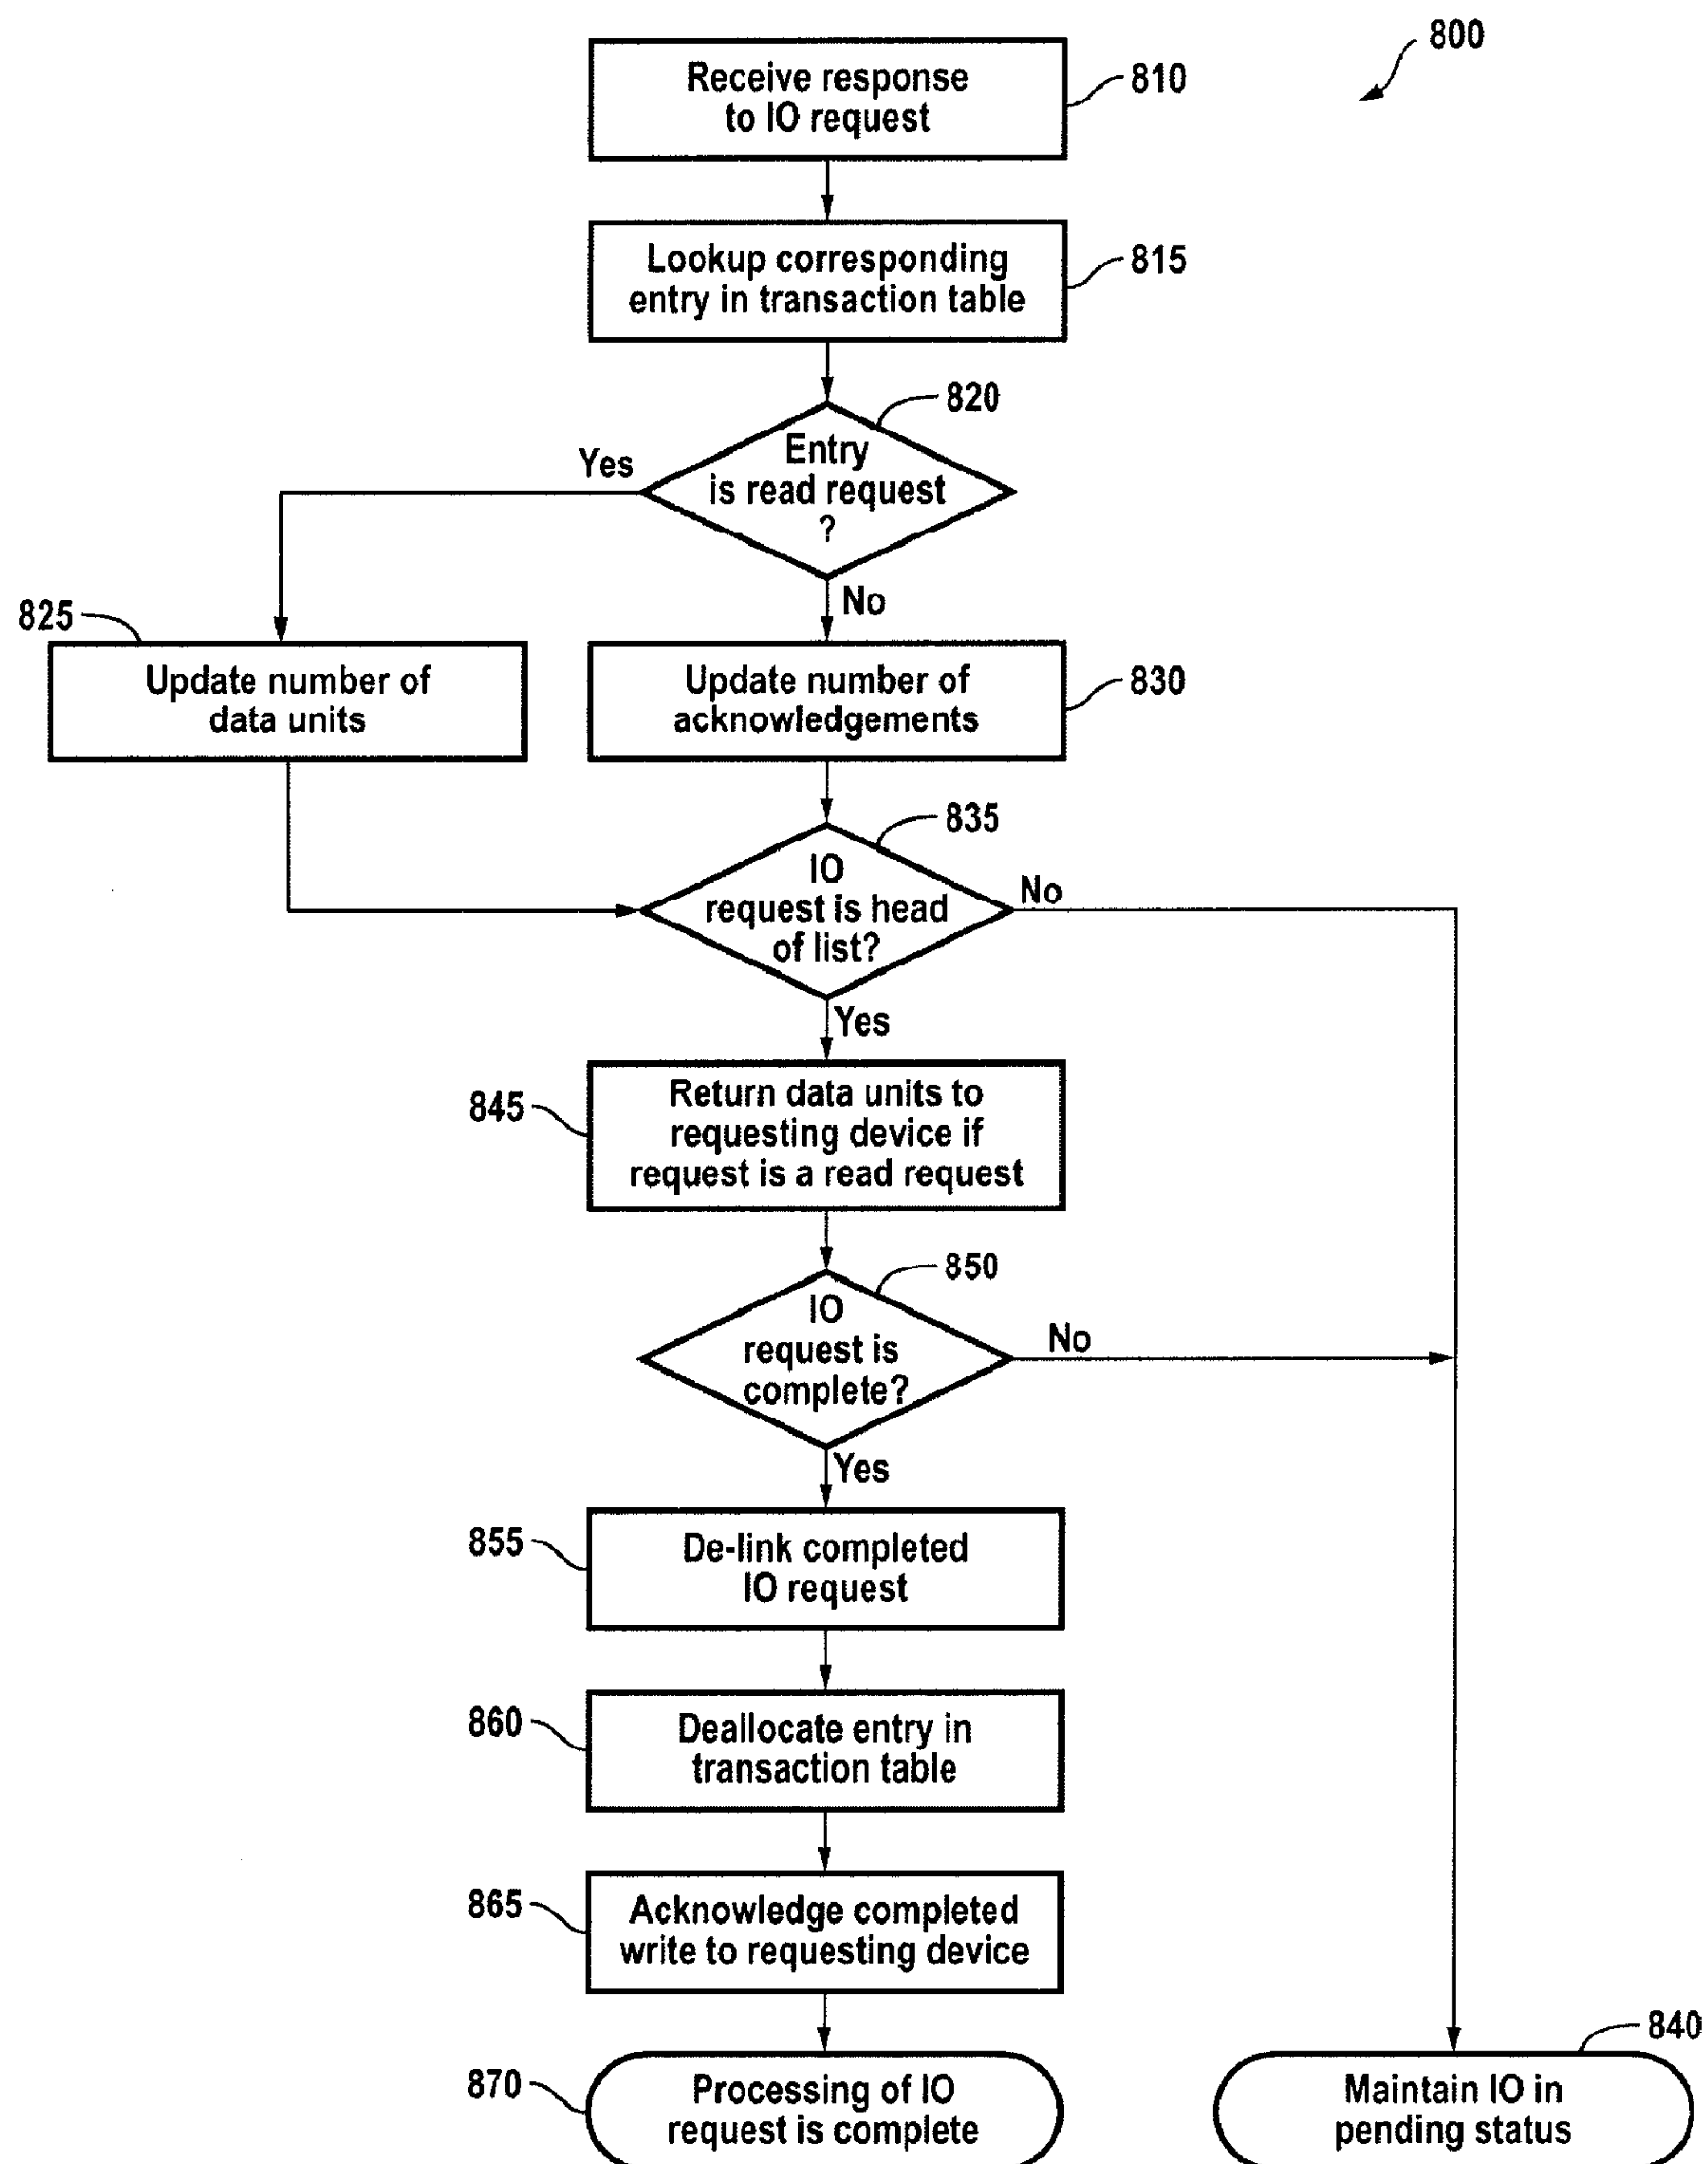 800
Receive response
to IO request
810
Lookup corresponding
entry in transaction table
815
820
Entry
is read request
?
Yes
No
825
Update number of
data units
Update number of
acknowledgements
830
835
IO
request is head
of list?
No
Yes
845
Return data units to
requesting device if
request is a read request
850
IO
request is
complete?
No
Yes
855
De-link completed
IO request
860
Deallocate entry in
transaction table
865
Acknowledge completed
write to requesting device
870
Processing of IO
request is complete
840
Maintain IO in
pending status